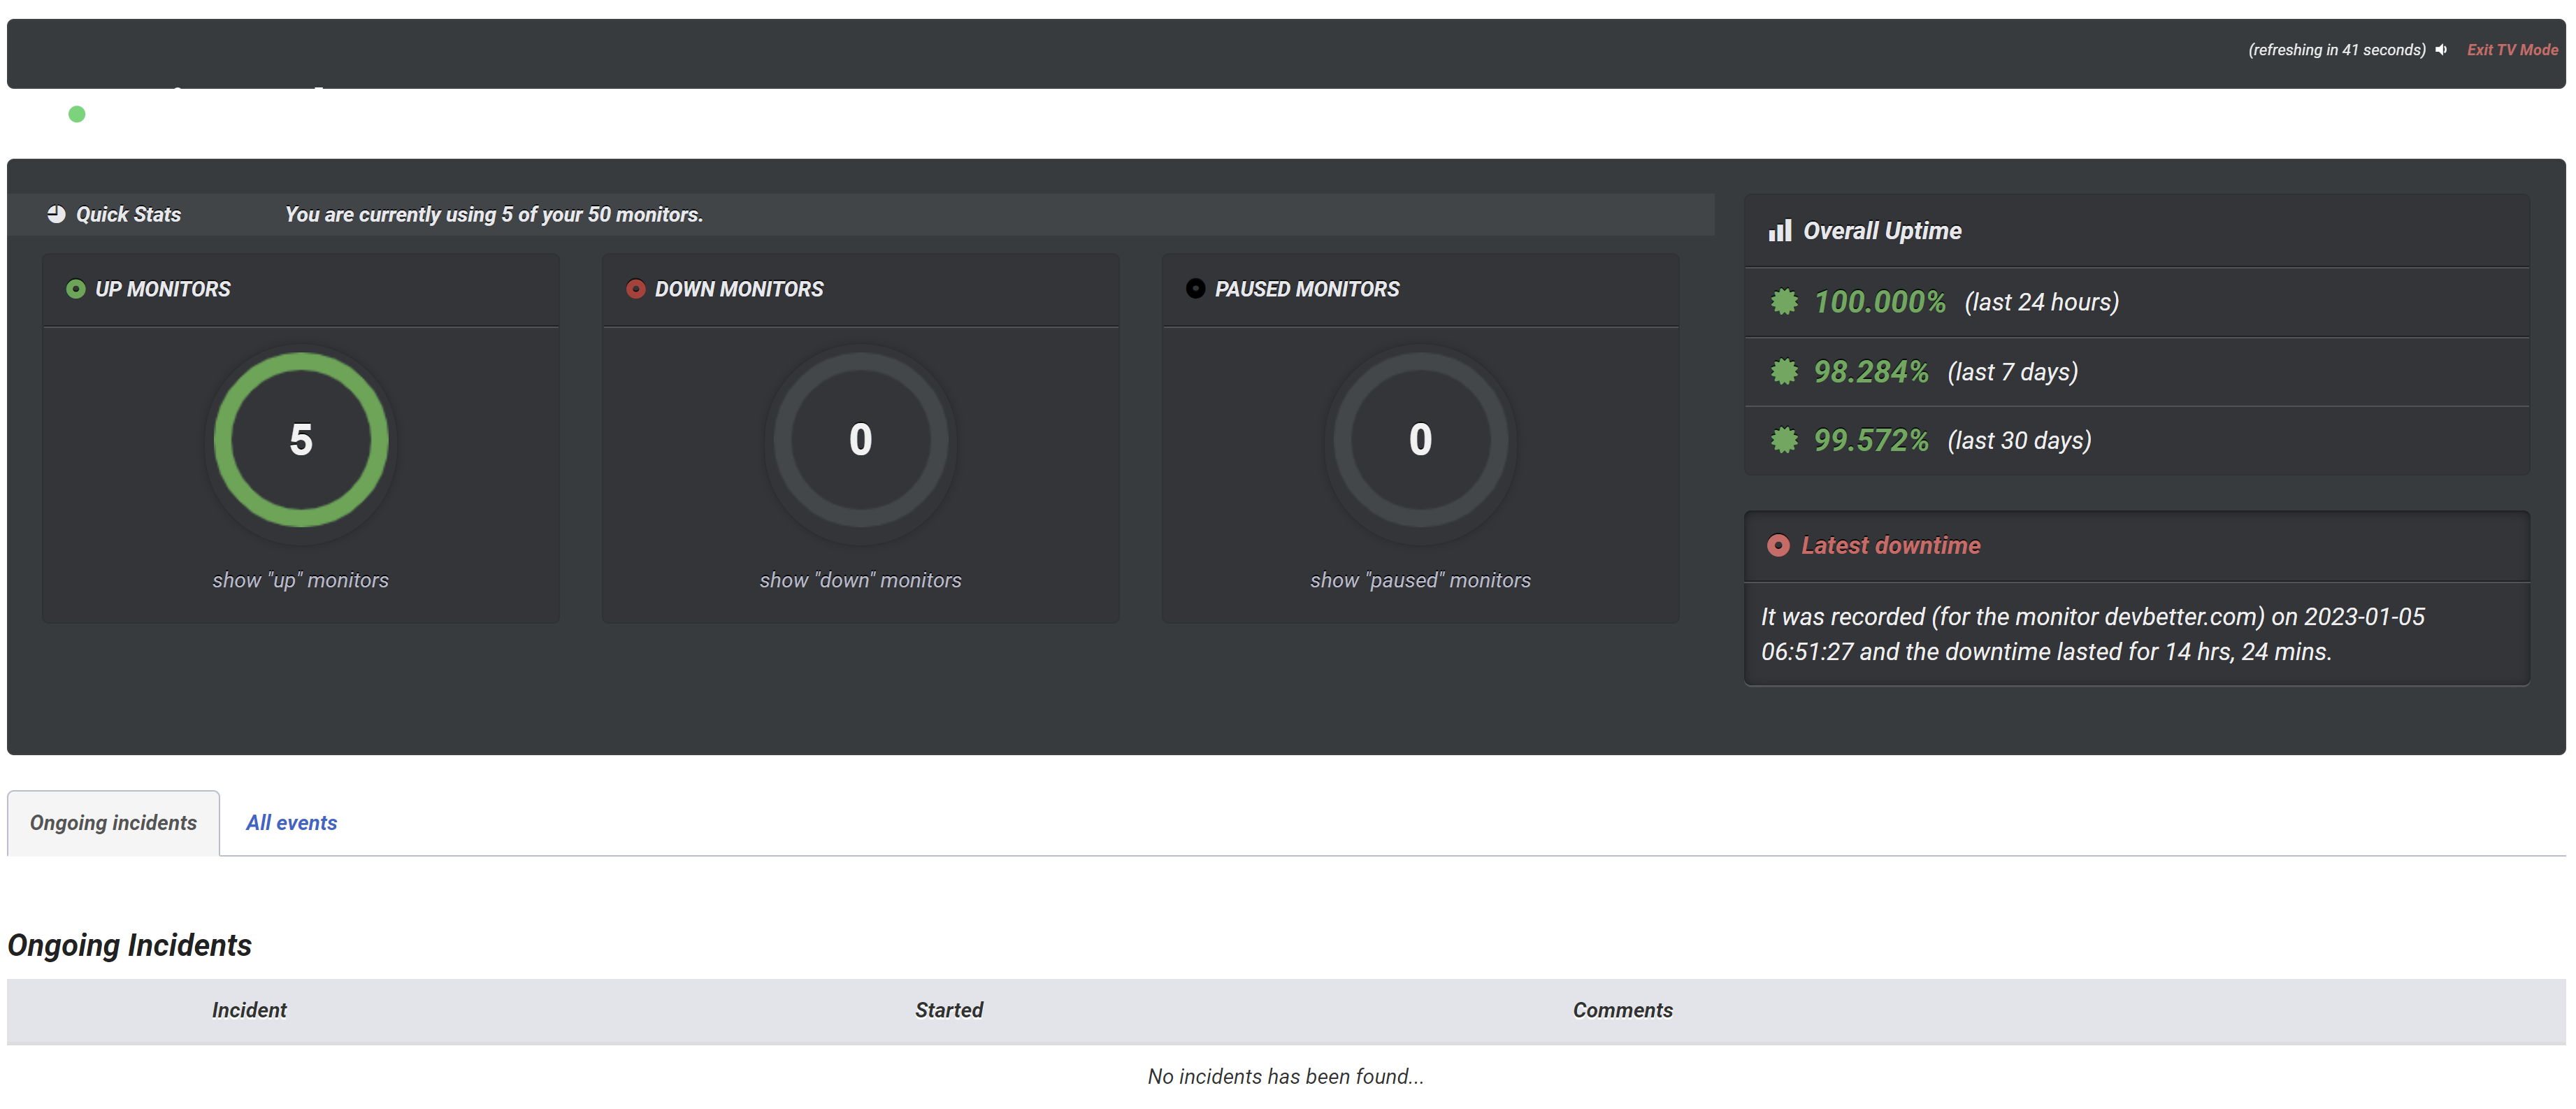 (refreshing in 41 seconds) Exit TV Mode
Quick Stats You are currently using 5 of your 50 monitors.
UP MONITORS
5
show "up" monitors
DOWN MONITORS
0
show "down" monitors
PAUSED MONITORS
0
show "paused" monitors
Overall Uptime
100.000% (last 24 hours)
98.284% (last 7 days)
99.572% (last 30 days)
Latest downtime
It was recorded (for the monitor devbetter.com) on 2023-01-05
06:51:27 and the downtime lasted for 14 hrs, 24 mins.
Ongoing incidents All events
Ongoing Incidents
Incident Started Comments
No incidents has been found...